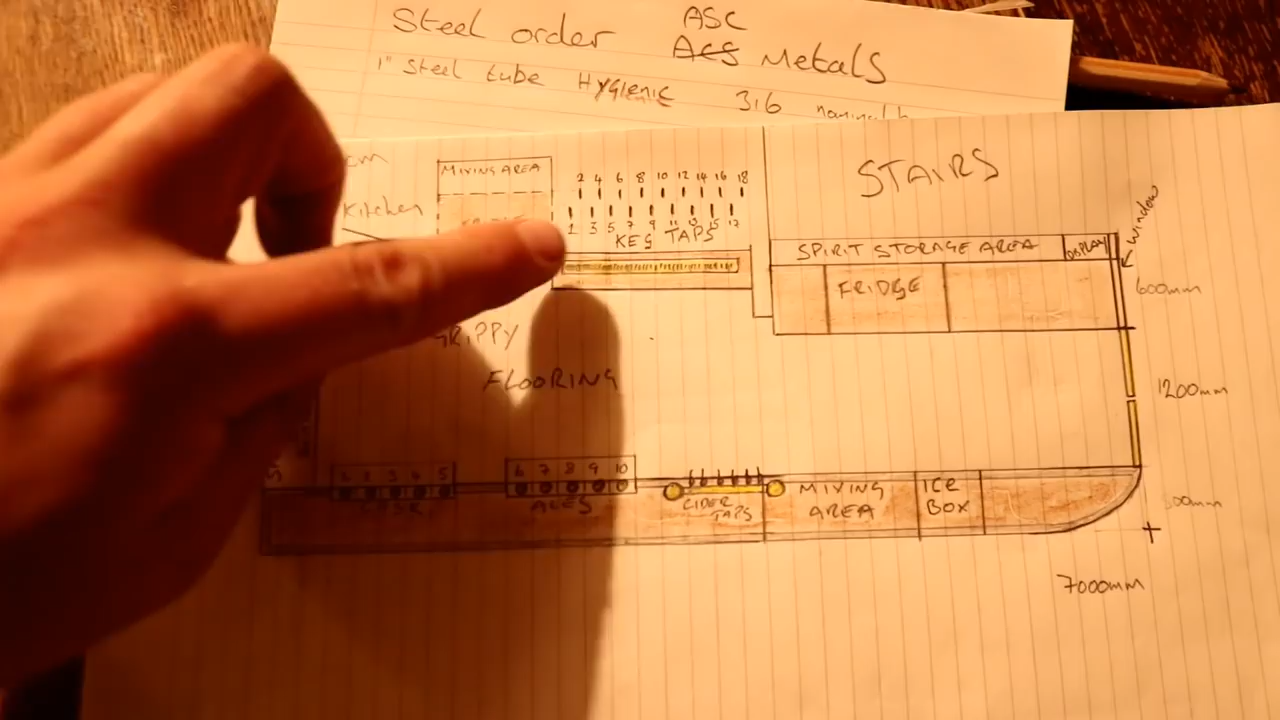 Steel order ASC
ACS Metals
1" Steel tube Hygienic 316
cm
Kitchen
MIXING AREA
2 4 6 8 10 12 14 16 18
1 3 5 7 9 11 13 15 17
KEG TAPS
STAIRS
WINDOW
SPIRIT STORAGE AREA
DISPLAY
FRIDGE
600mm
GRIPPY
FLOORING
1200mm
2 3 4 5
CASK
6 7 8 9 10
ALES
CIDER
TAPS
MIXING
AREA
ICE
BOX
7000mm